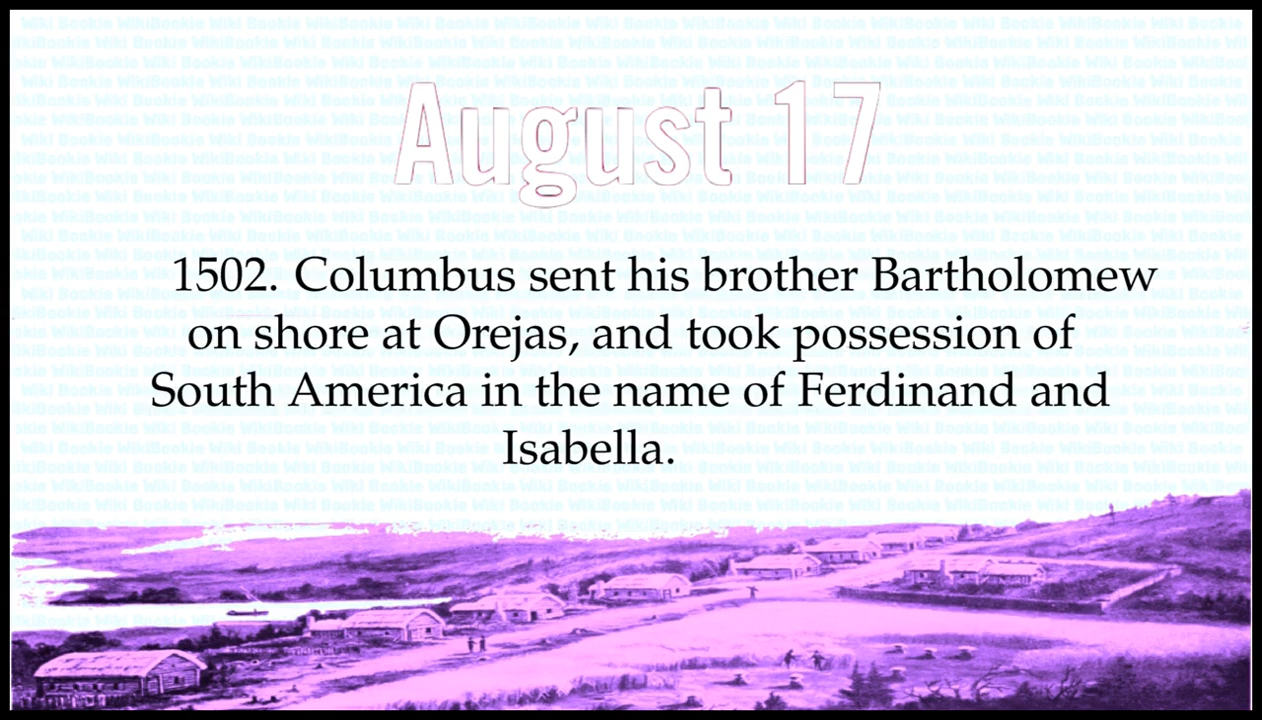 August 17
1502. Columbus sent his brother Bartholomew
on shore at Orejas, and took possession of
South America in the name of Ferdinand and
Isabella.